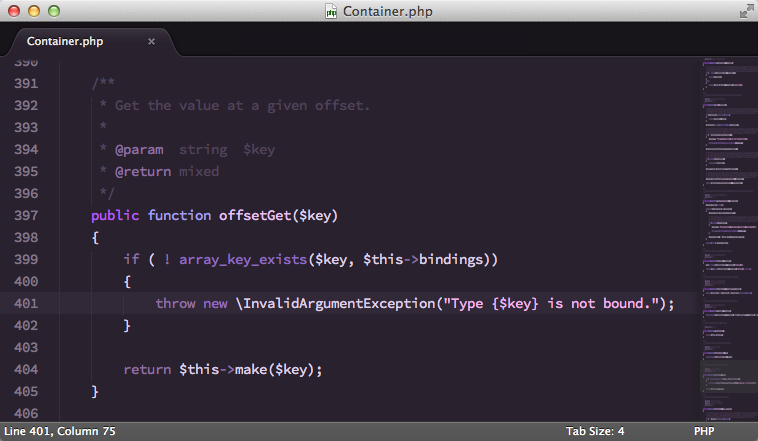 Container.php
Container.php ×
390
391 /**
392 * Get the value at a given offset.
393 *
394 * @param  string  $key
395 * @return mixed
396 */
397 public function offsetGet($key)
398 {
399 if ( ! array_key_exists($key, $this->bindings))
400 {
401 throw new \InvalidArgumentException("Type {$key} is not bound.");
402 }
403
404 return $this->make($key);
405 }
406
Line 401, Column 75 Tab Size: 4 PHP